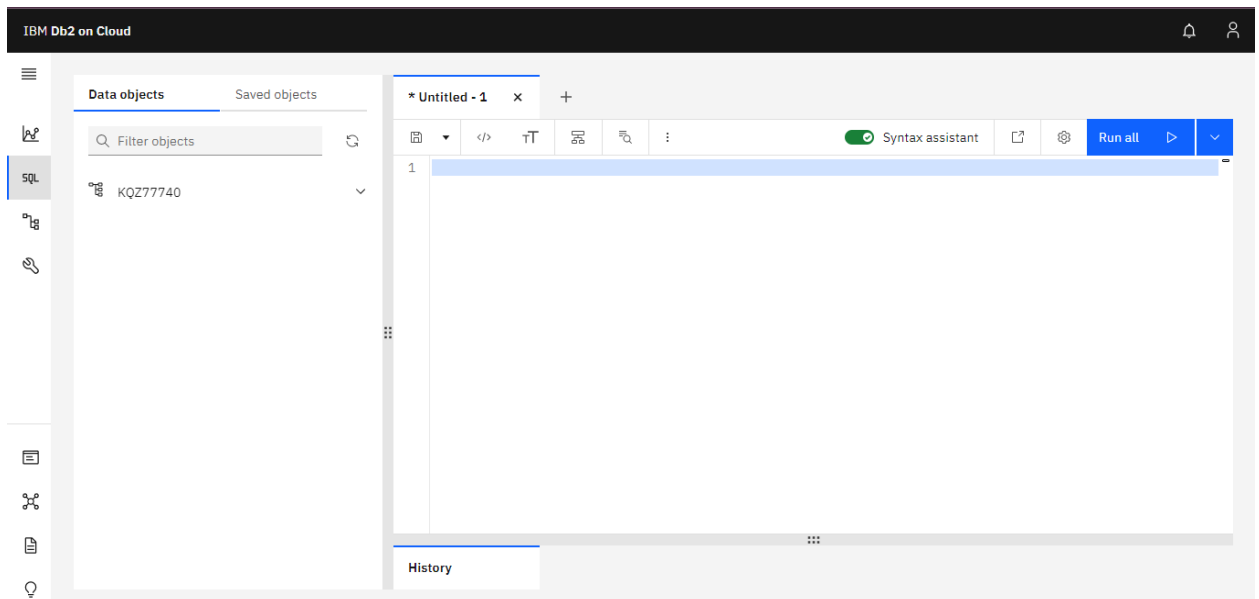 IBM Db2 on Cloud
Data objects
Saved objects
Filter objects
KQZ77740
SQL
* Untitled - 1
Syntax assistant
Run all
1
History